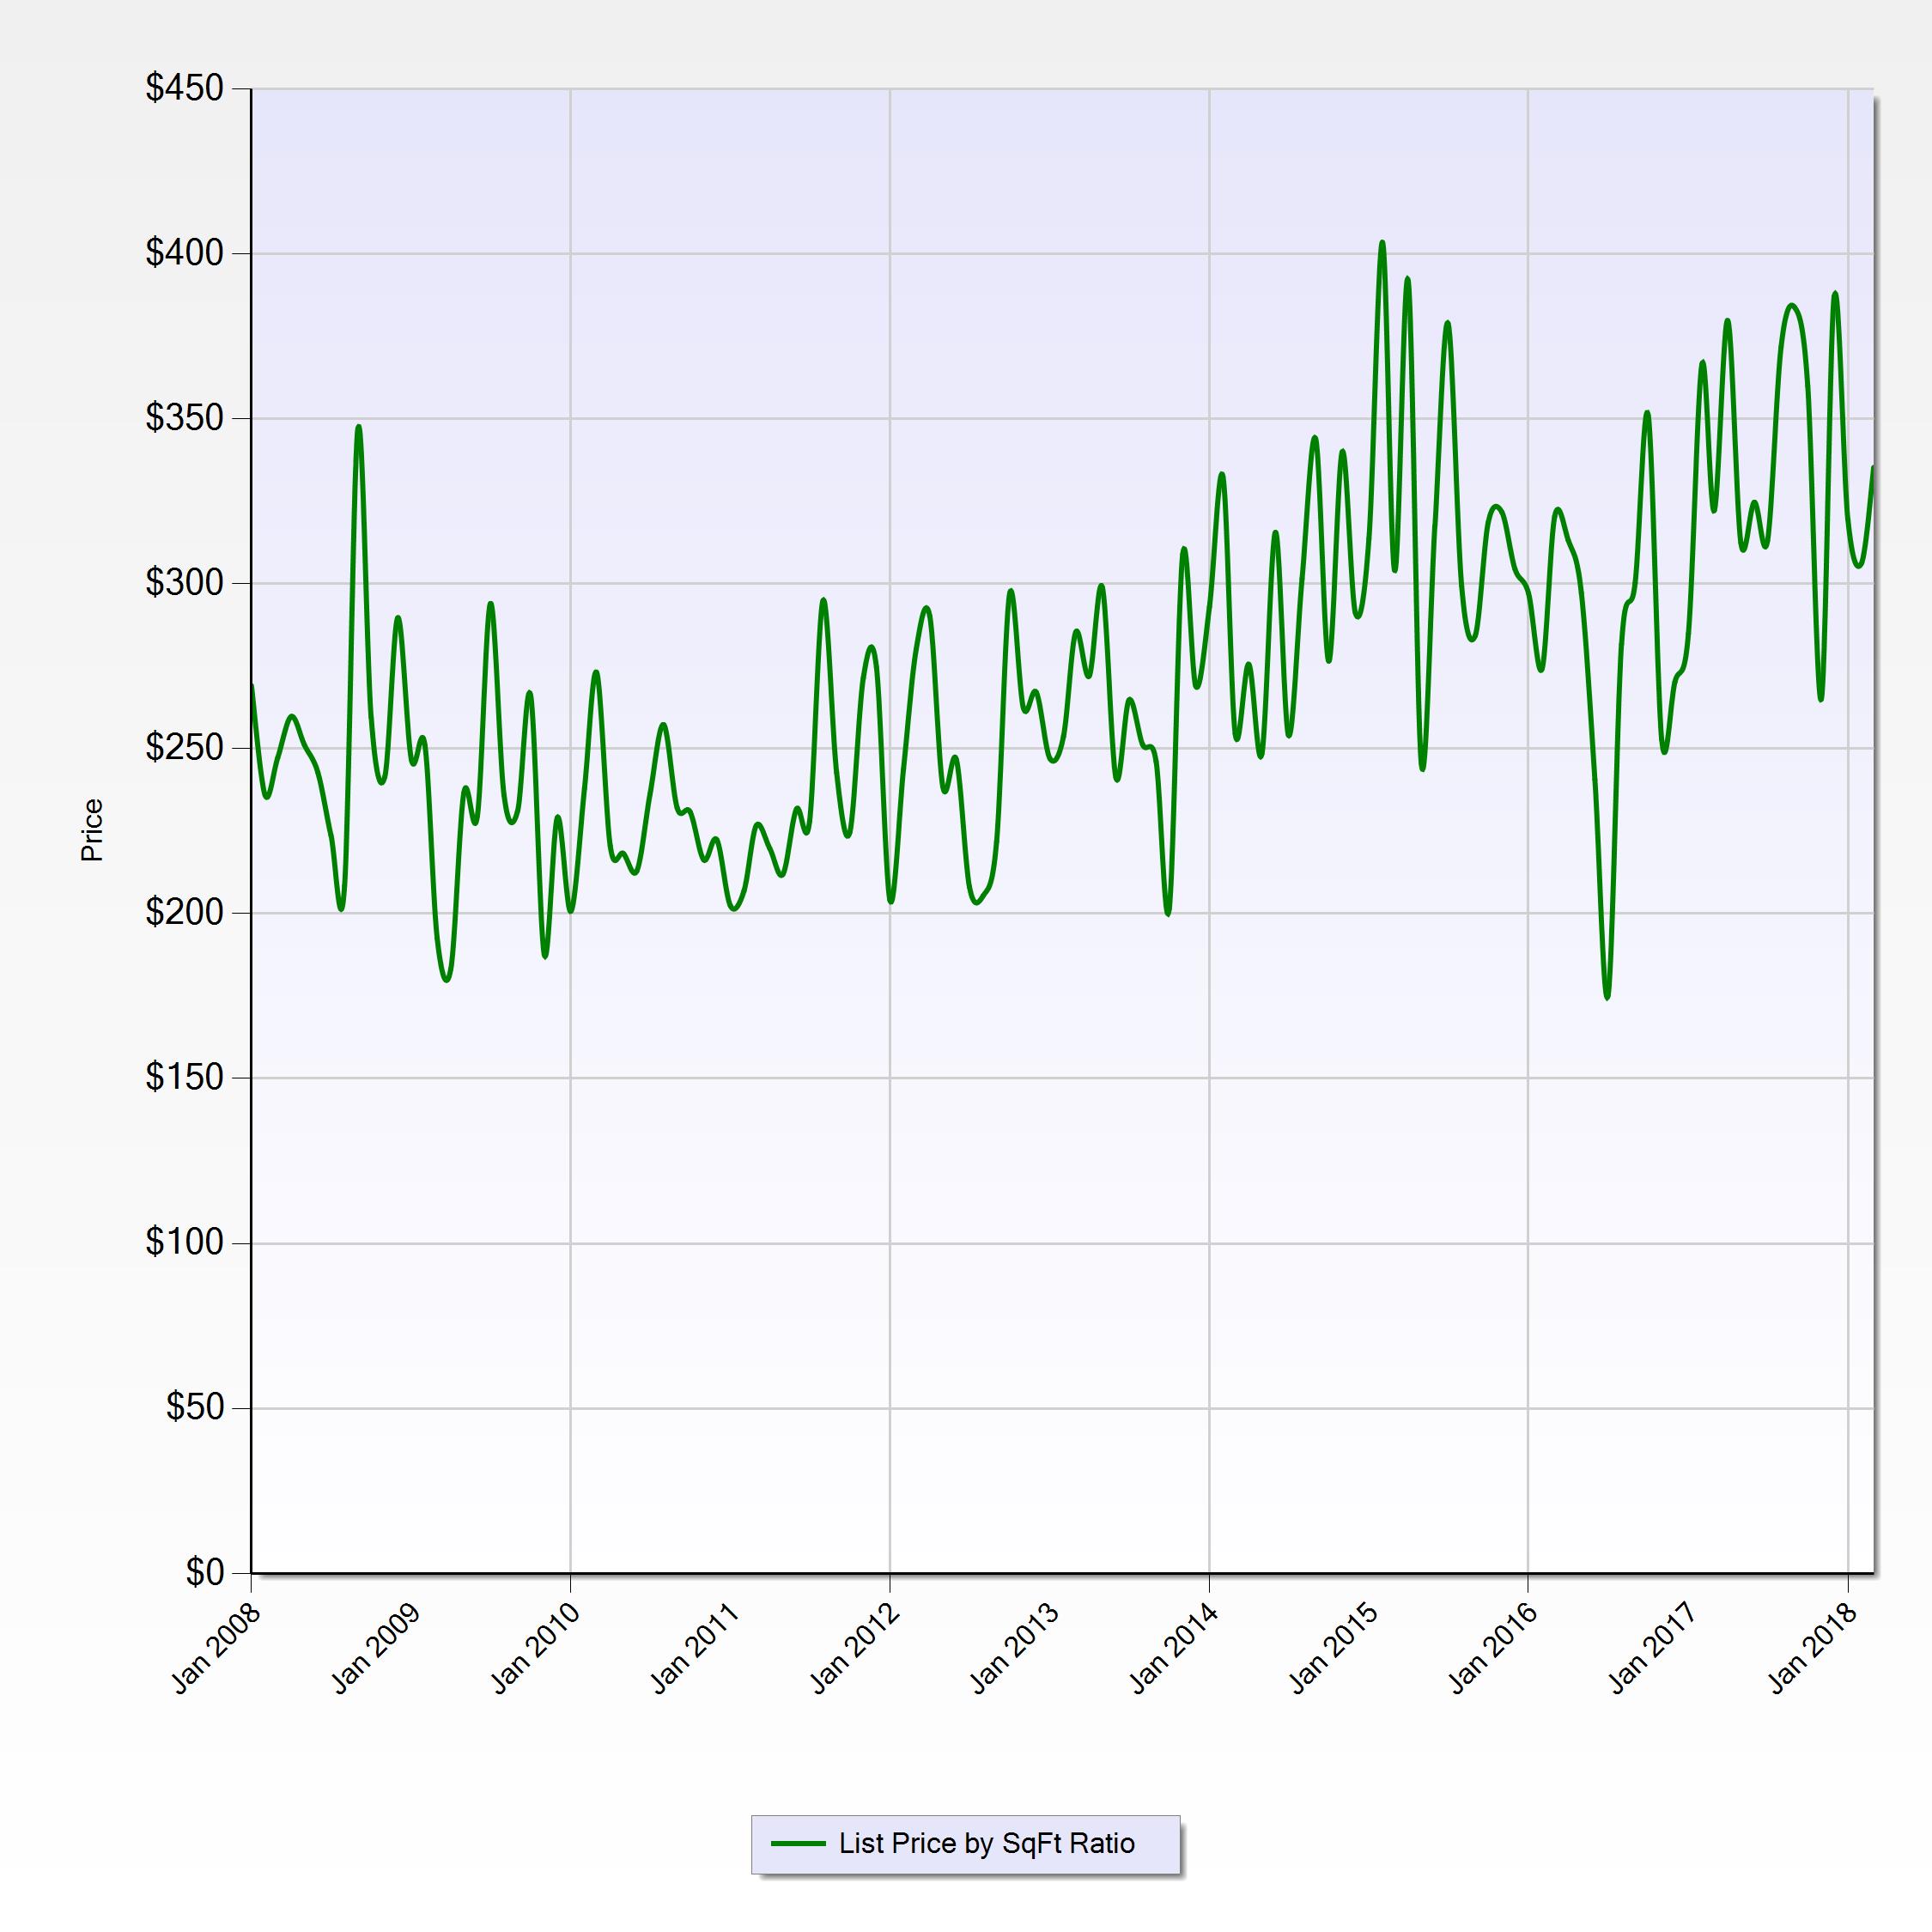 $450
$400
$350
$300
$250
$200
$150
$100
$50
$0
Price
Jan 2008
Jan 2009
Jan 2010
Jan 2011
Jan 2012
Jan 2013
Jan 2014
Jan 2015
Jan 2016
Jan 2017
Jan 2018
List Price by SqFt Ratio